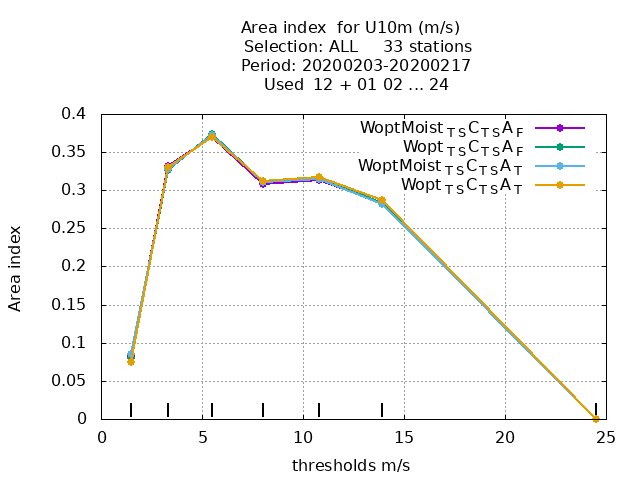 Area index  for U10m (m/s)
Selection: ALL     33 stations
Period: 20200203-20200217
Used  12 + 01 02 ... 24
0.4
0.35
0.3
0.25
0.2
0.15
0.1
0.05
0
Area index
WoptMoist TS C TS A F
Wopt TS C TS A F
WoptMoist TS C TS A T
Wopt TS C TS A T
0 5 10 15 20 25
thresholds m/s